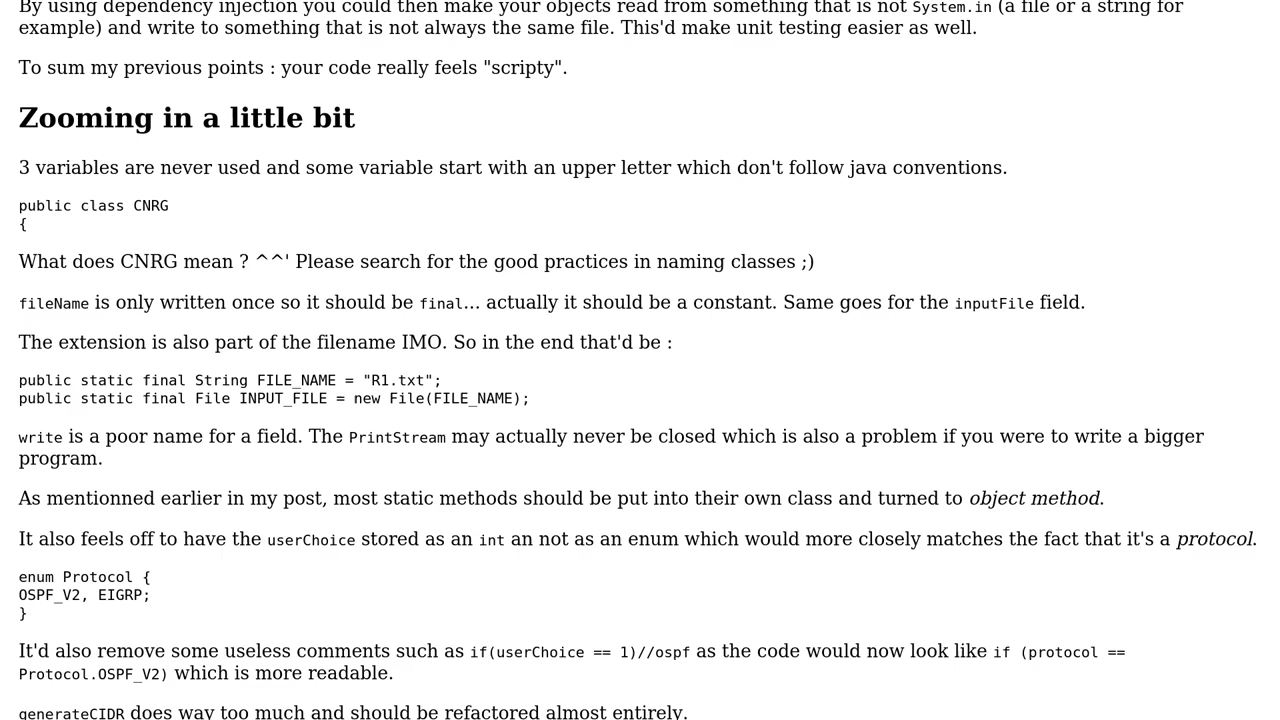 By using dependency injection you could then make your objects read from something that is not System.in (a file or a string for
example) and write to something that is not always the same file. This'd make unit testing easier as well.
To sum my previous points : your code really feels "scripty".
Zooming in a little bit
3 variables are never used and some variable start with an upper letter which don't follow java conventions.
public class CNRG
{
What does CNRG mean ? ^^' Please search for the good practices in naming classes ;)
fileName is only written once so it should be final... actually it should be a constant. Same goes for the inputFile field.
The extension is also part of the filename IMO. So in the end that'd be :
public static final String FILE_NAME = "R1.txt";
public static final File INPUT_FILE = new File(FILE_NAME);
write is a poor name for a field. The PrintStream may actually never be closed which is also a problem if you were to write a bigger
program.
As mentionned earlier in my post, most static methods should be put into their own class and turned to object method.
It also feels off to have the userChoice stored as an int an not as an enum which would more closely matches the fact that it's a protocol.
enum Protocol {
OSPF_V2, EIGRP;
}
It'd also remove some useless comments such as if(userChoice == 1)//ospf as the code would now look like if (protocol ==
Protocol.OSPF_V2) which is more readable.
generateCIDR does way too much and should be refactored almost entirely.